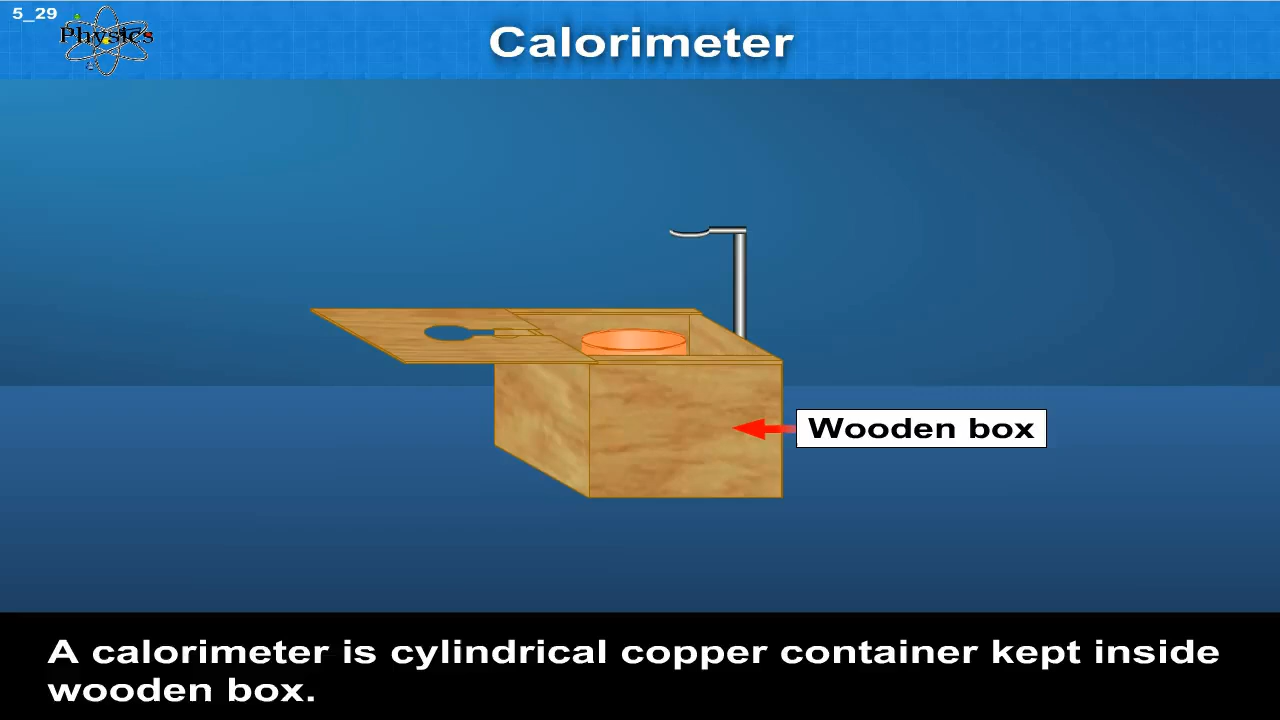 5_29
Physics
Calorimeter
Wooden box
A calorimeter is cylindrical copper container kept inside
wooden box.